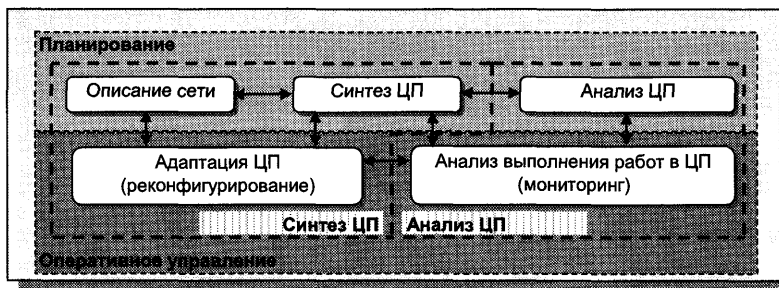 Планирование
Описание сети
Синтез ЦП
Анализ ЦП
Адаптация ЦП
(реконфигурирование)
Анализ выполнения работ в ЦП
(мониторинг)
Синтез ЦП
Анализ ЦП
Оперативное управление